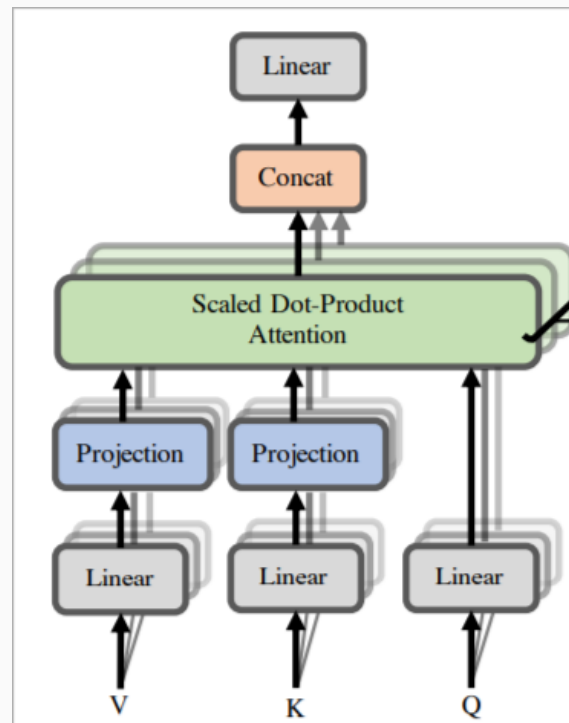 Linear
Concat
Scaled Dot-Product
Attention
Projection
Projection
Linear
Linear
Linear
V
K
Q